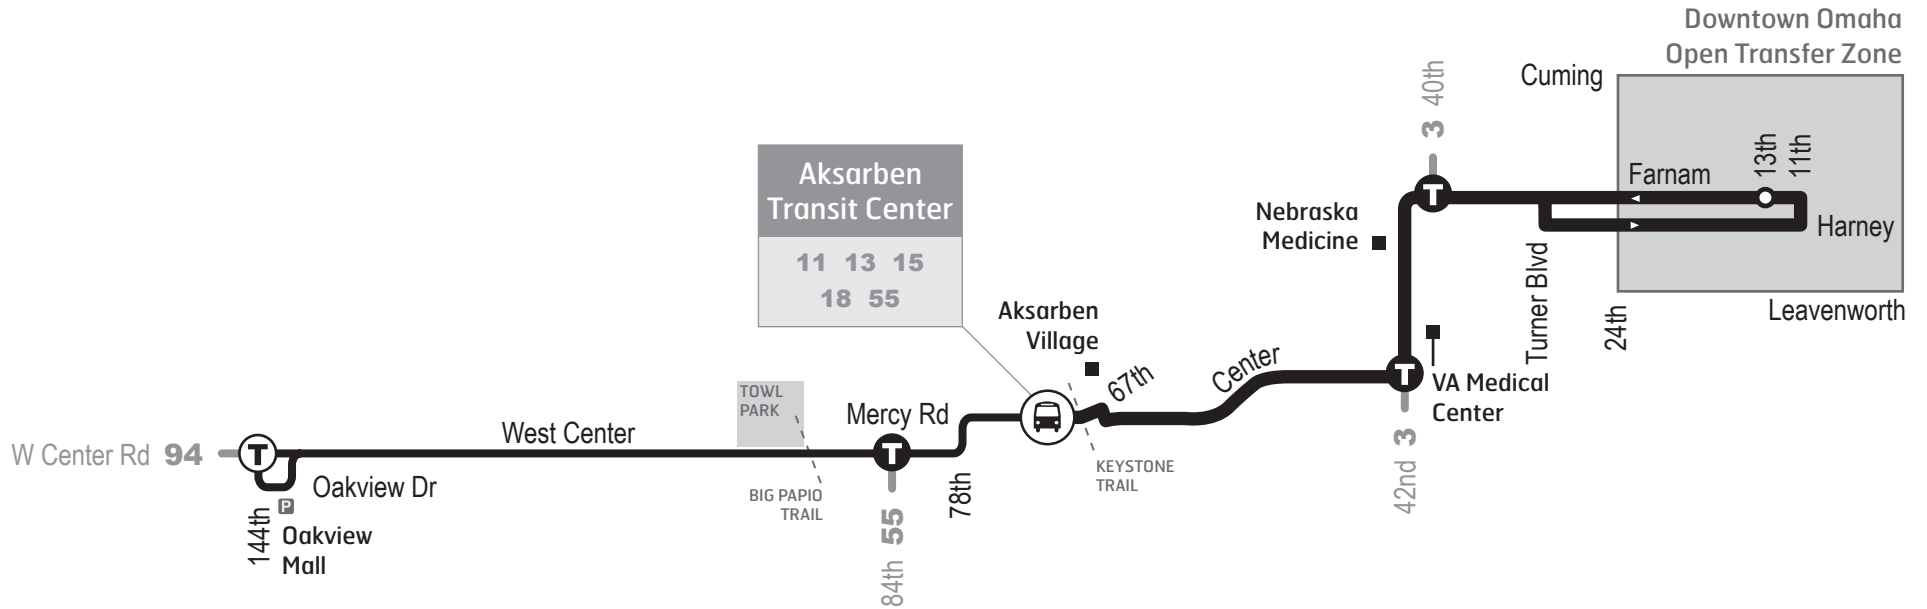 Downtown Omaha
Open Transfer Zone
Cuming
3 40th
13th
11th
Farnam
Harney
T
Nebraska
Medicine
Turner Blvd
24th
Leavenworth
Aksarben
Transit Center
11 13 15
18 55
Aksarben
Village
67th
Center
T
VA Medical
Center
42nd 3
KEYSTONE
TRAIL
TOWL
PARK
BIG PAPIO
TRAIL
Mercy Rd
T
78th
84th 55
West Center
W Center Rd 94
T
Oakview Dr
P
144th
Oakview
Mall